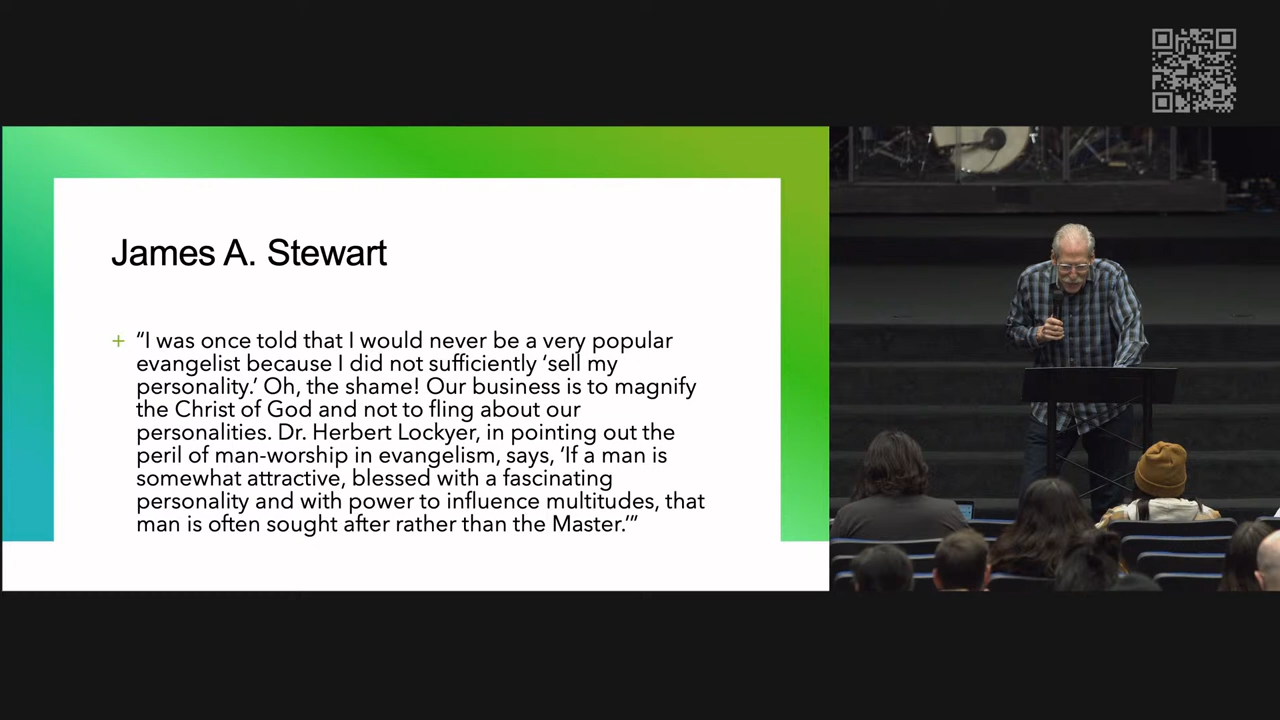 James A. Stewart
+ “I was once told that I would never be a very popular
evangelist because I did not sufficiently ‘sell my
personality.’ Oh, the shame! Our business is to magnify
the Christ of God and not to fling about our
personalities. Dr. Herbert Lockyer, in pointing out the
peril of man-worship in evangelism, says, ‘If a man is
somewhat attractive, blessed with a fascinating
personality and with power to influence multitudes, that
man is often sought after rather than the Master.’”